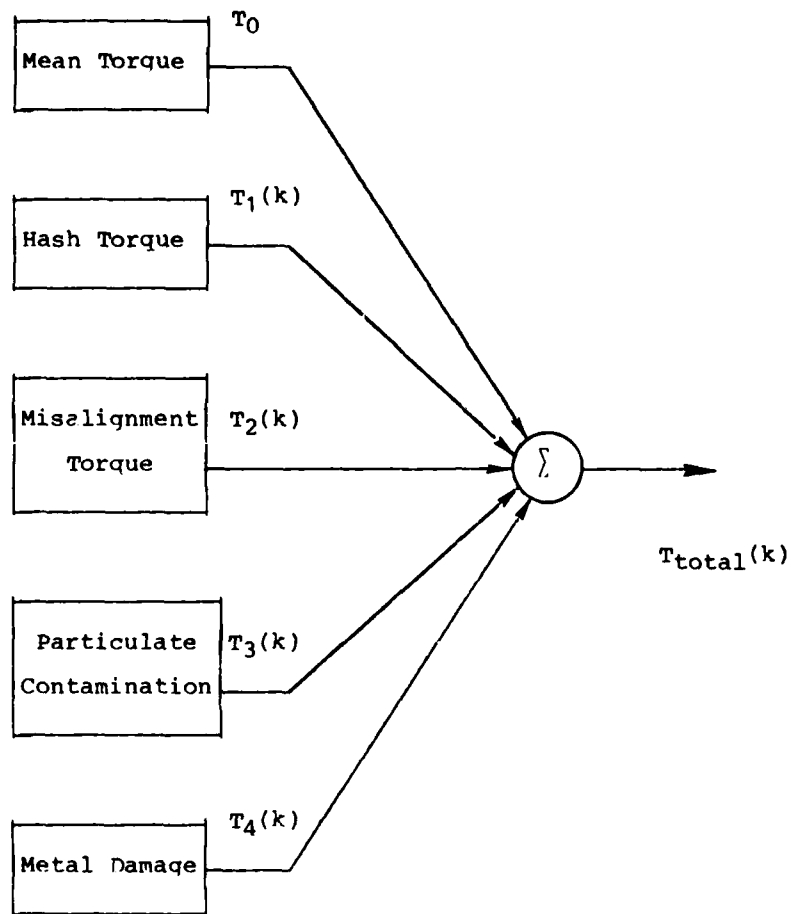 T0
Mean Torque
T1(k)
Hash Torque
Misalignment
Torque
T2(k)
Σ
Ttotal(k)
Particulate
Contamination
T3(k)
T4(k)
Metal Damage